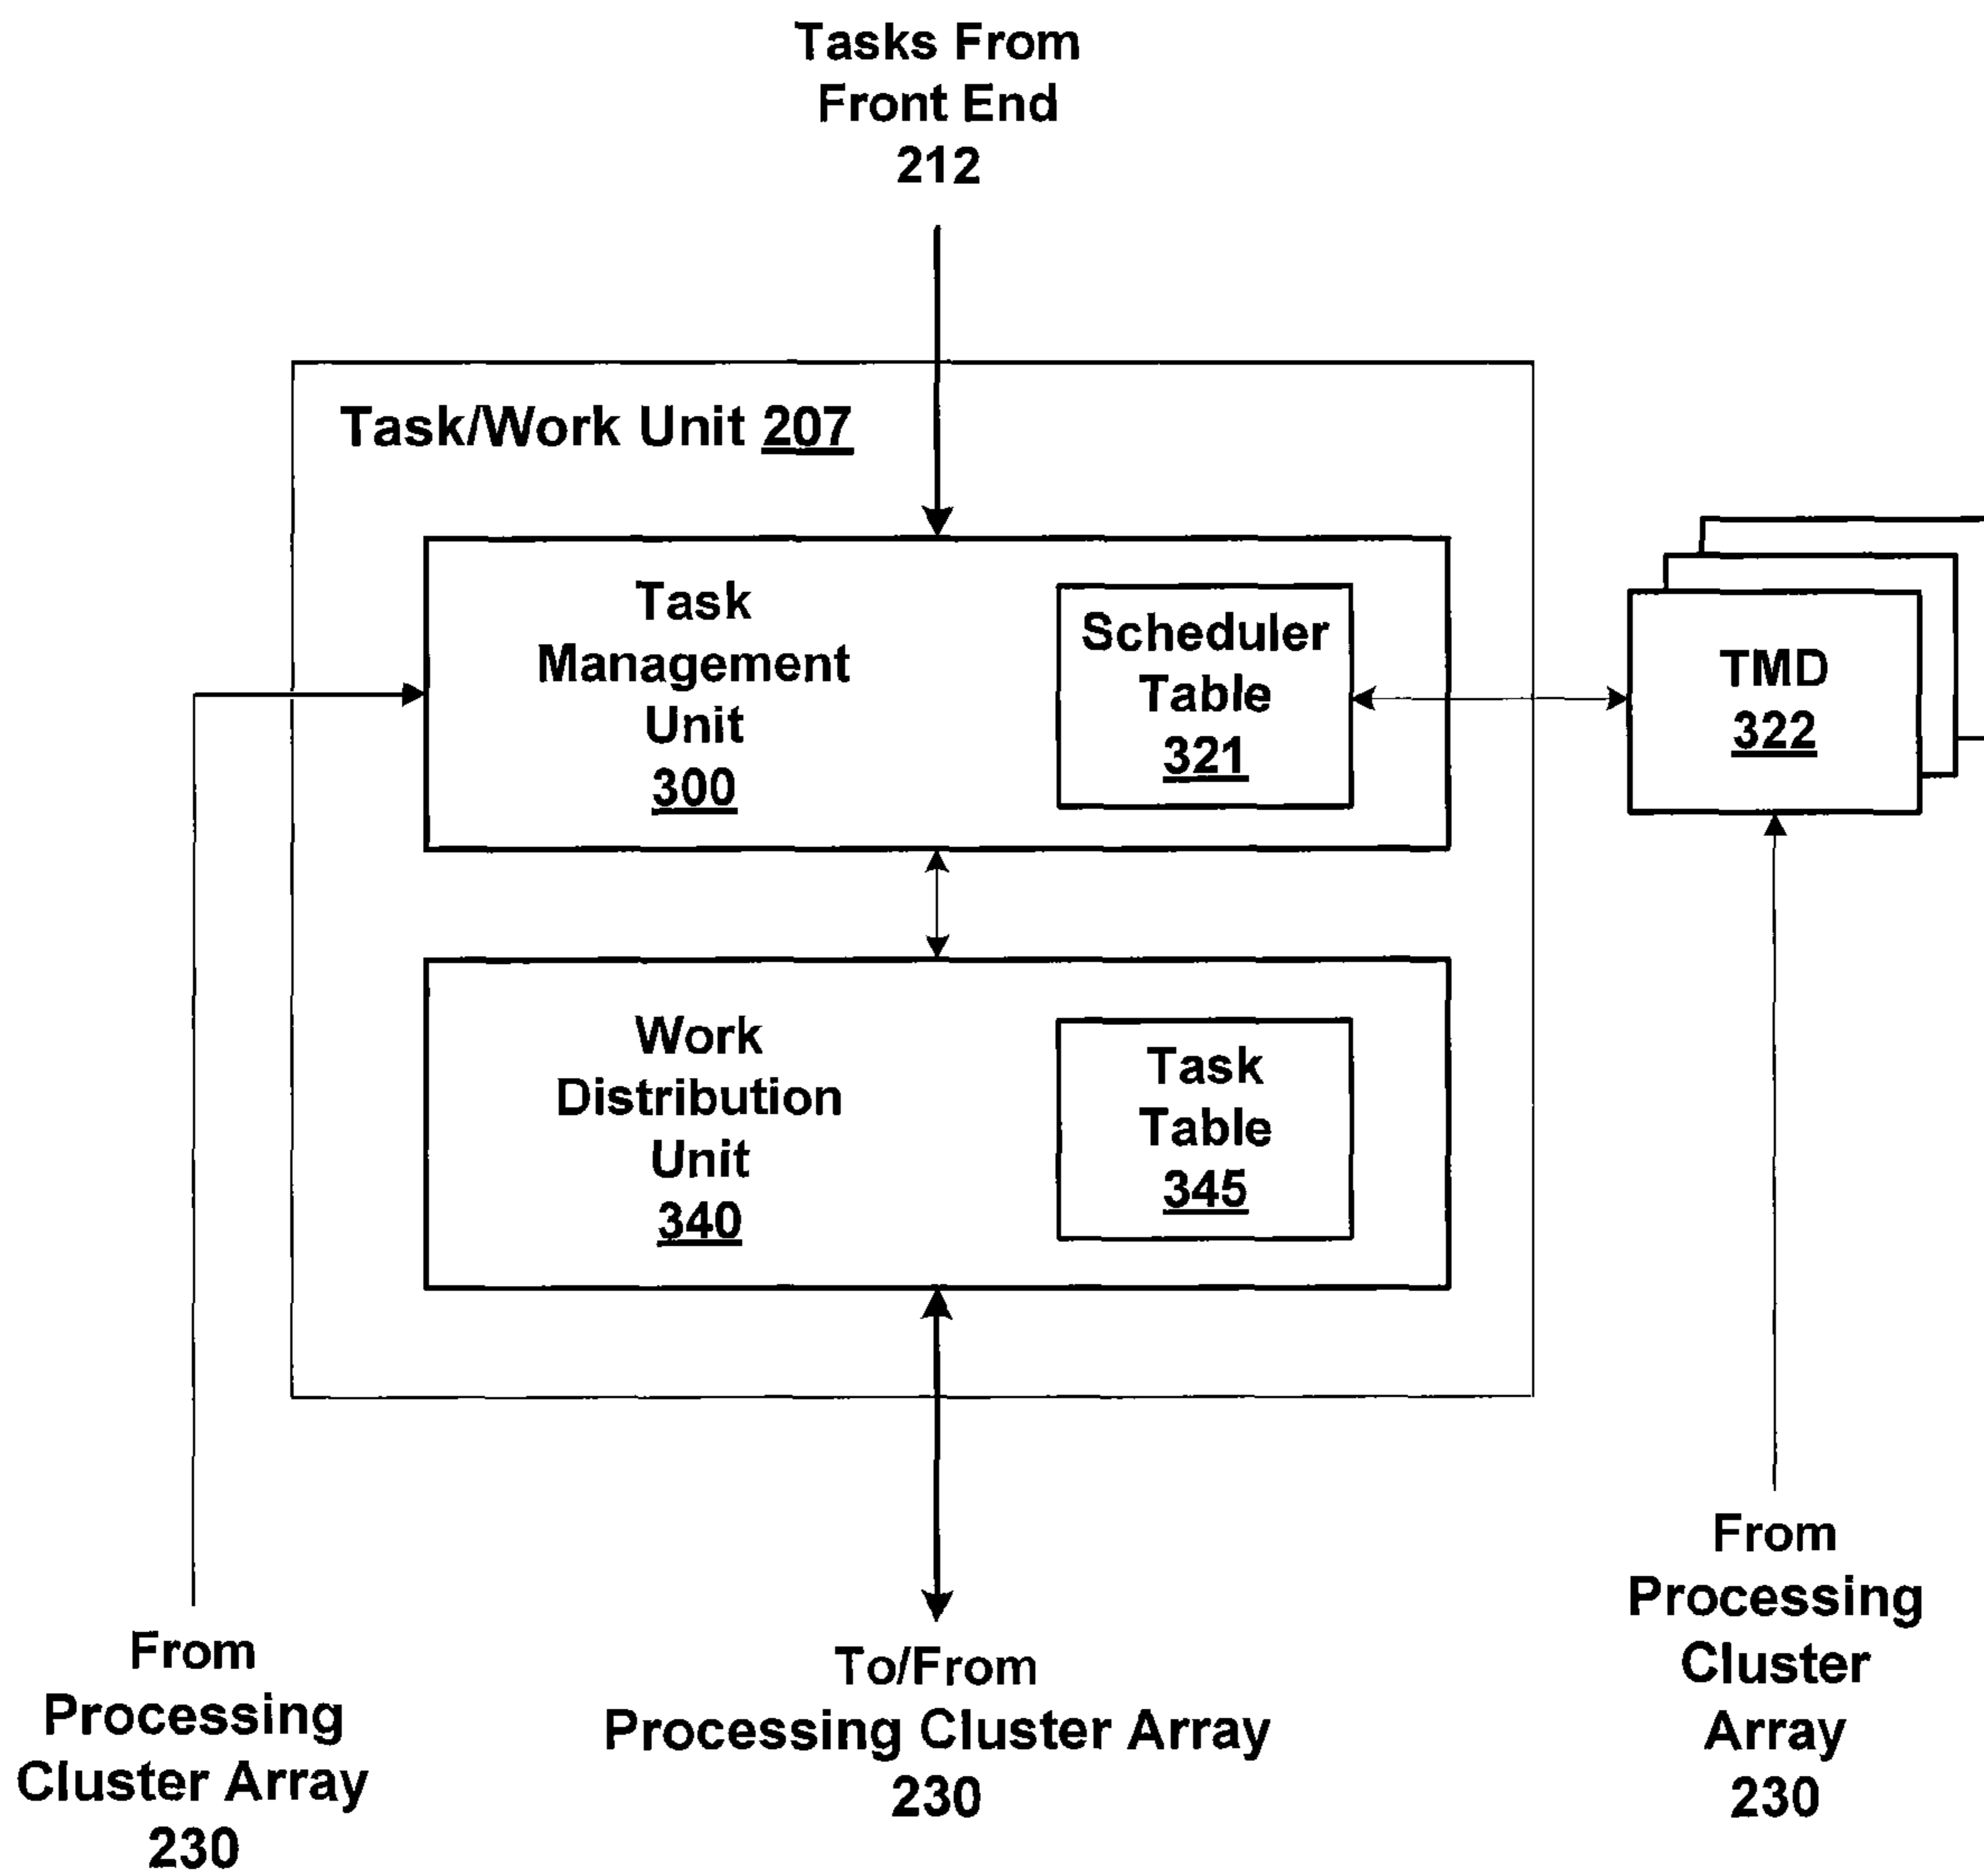 Tasks From
Front End
212
Task/Work Unit 207
Task
Management
Unit
300
Scheduler
Table
321
TMD
322
Work
Distribution
Unit
340
Task
Table
345
From
Processing
Cluster Array
230
To/From
Processing Cluster Array
230
From
Processing
Cluster
Array
230